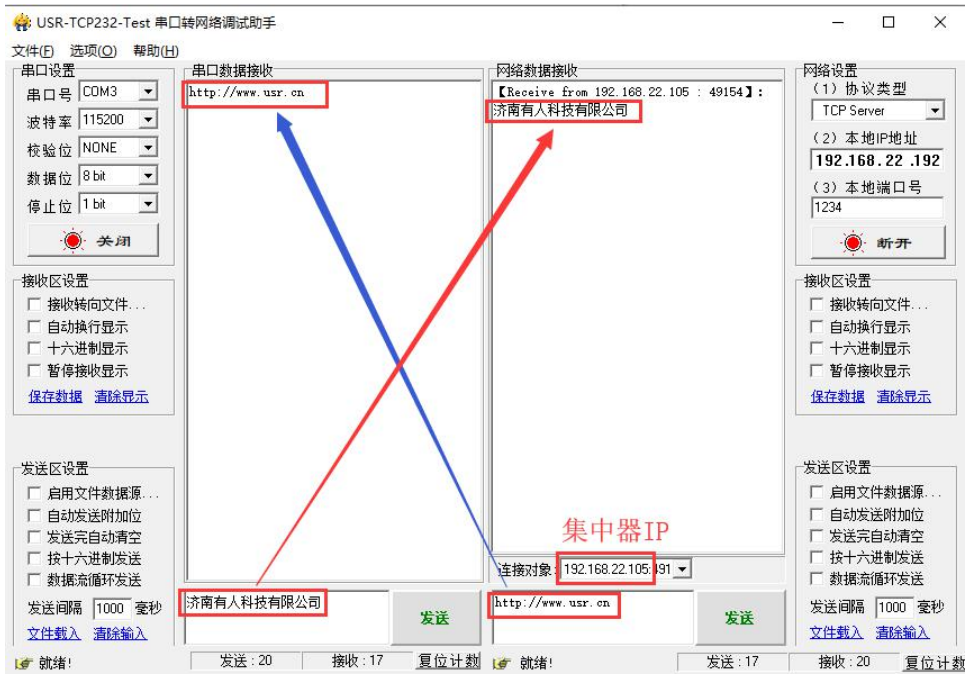 USR-TCP232-Test 串口转网络调试助手
文件(F) 选项(O) 帮助(H)
串口设置
串口号 COM3
波特率 115200
校验位 NONE
数据位 8 bit
停止位 1 bit
关闭
接收区设置
接收转向文件...
自动换行显示
十六进制显示
暂停接收显示
保存数据 清除显示
发送区设置
启用文件数据源...
自动发送附加位
发送完自动清空
按十六进制发送
数据流循环发送
发送间隔 1000 毫秒
文件载入 清除输入
串口数据接收
http://www.usr.cn
济南有人科技有限公司
发送
网络数据接收
【Receive from 192.168.22.105 : 49154】:
济南有人科技有限公司
集中器IP
连接对象: 192.168.22.105:491
http://www.usr.cn
发送
网络设置
(1) 协议类型
TCP Server
(2) 本地IP地址
192.168.22 .192
(3) 本地端口号
1234
断开
接收区设置
接收转向文件...
自动换行显示
十六进制显示
暂停接收显示
保存数据 清除显示
发送区设置
启用文件数据源...
自动发送附加位
发送完自动清空
按十六进制发送
数据流循环发送
发送间隔 1000 毫秒
文件载入 清除输入
就绪! 发送:20 接收:17 复位计数
就绪! 发送:17 接收:20 复位计数